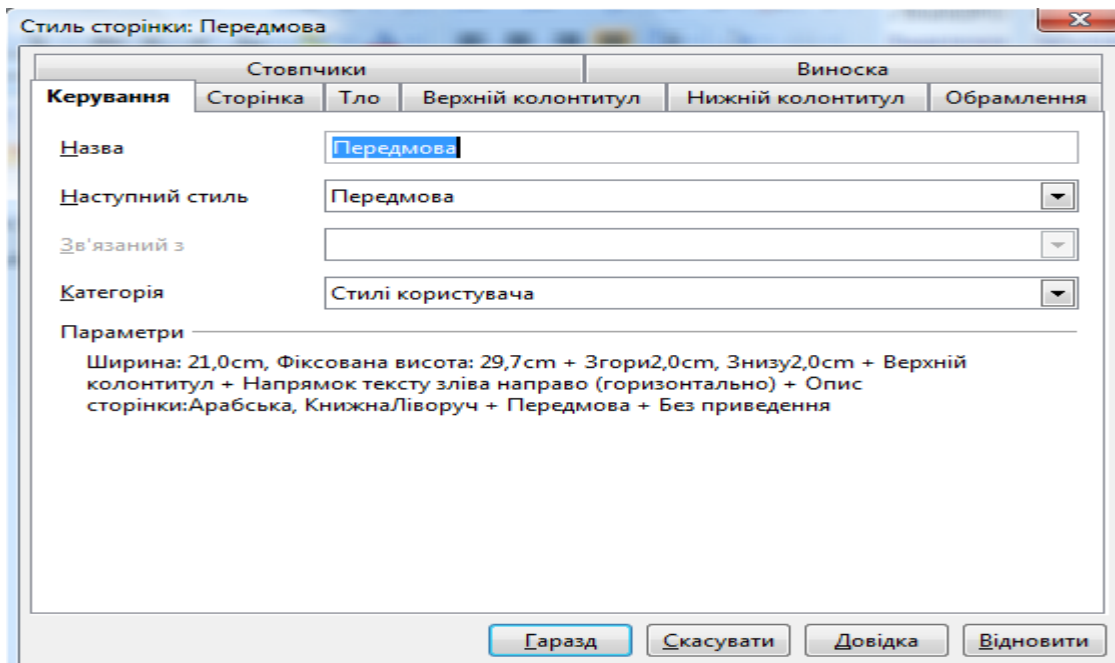 Стиль сторінки: Передмова
Стовпчики Виноска
Керування Сторінка Тло Верхній колонтитул Нижній колонтитул Обрамлення
Назва Передмова
Наступний стиль Передмова
Зв'язаний з
Категорія Стилі користувача
Параметри
Ширина: 21,0cm, Фіксована висота: 29,7cm + Згори2,0cm, Знизу2,0cm + Верхній
колонтитул + Напрямок тексту зліва направо (горизонтально) + Опис
сторінки:Арабська, КнижнаЛіворуч + Передмова + Без приведення
Гаразд Скасувати Довідка Відновити